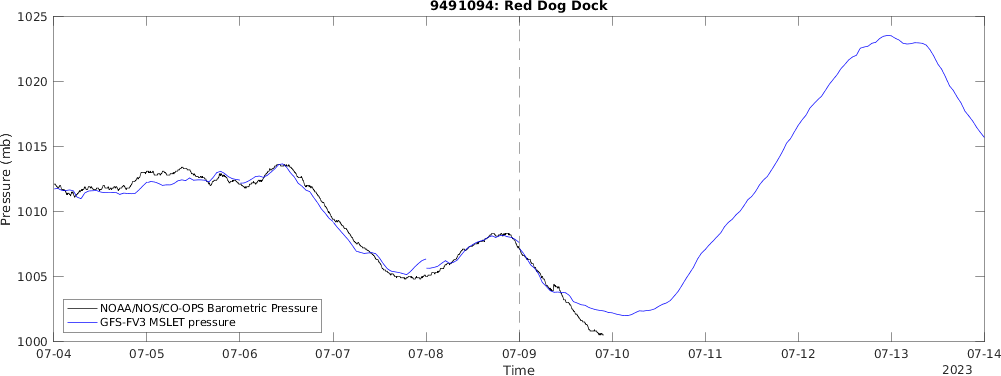 9491094: Red Dog Dock
Pressure (mb)
1025
1020
1015
1010
1005
1000
NOAA/NOS/CO-OPS Barometric Pressure
GFS-FV3 MSLET pressure
07-04 07-05 07-06 07-07 07-08 07-09 07-10 07-11 07-12 07-13 07-14
Time
2023